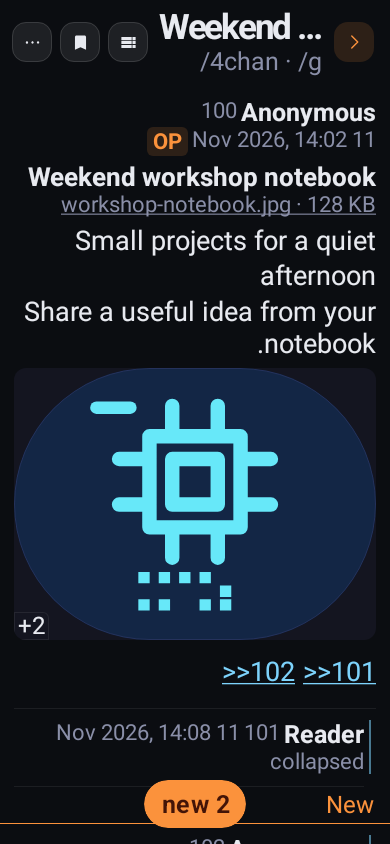 Weekend ...
/4chan · /g
100 Anonymous
OP Nov 2026, 14:02 11
Weekend workshop notebook
workshop-notebook.jpg · 128 KB
Small projects for a quiet
afternoon
Share a useful idea from your
.notebook
+2
>>102 >>101
Nov 2026, 14:08 11 101 Reader
collapsed
new 2
New